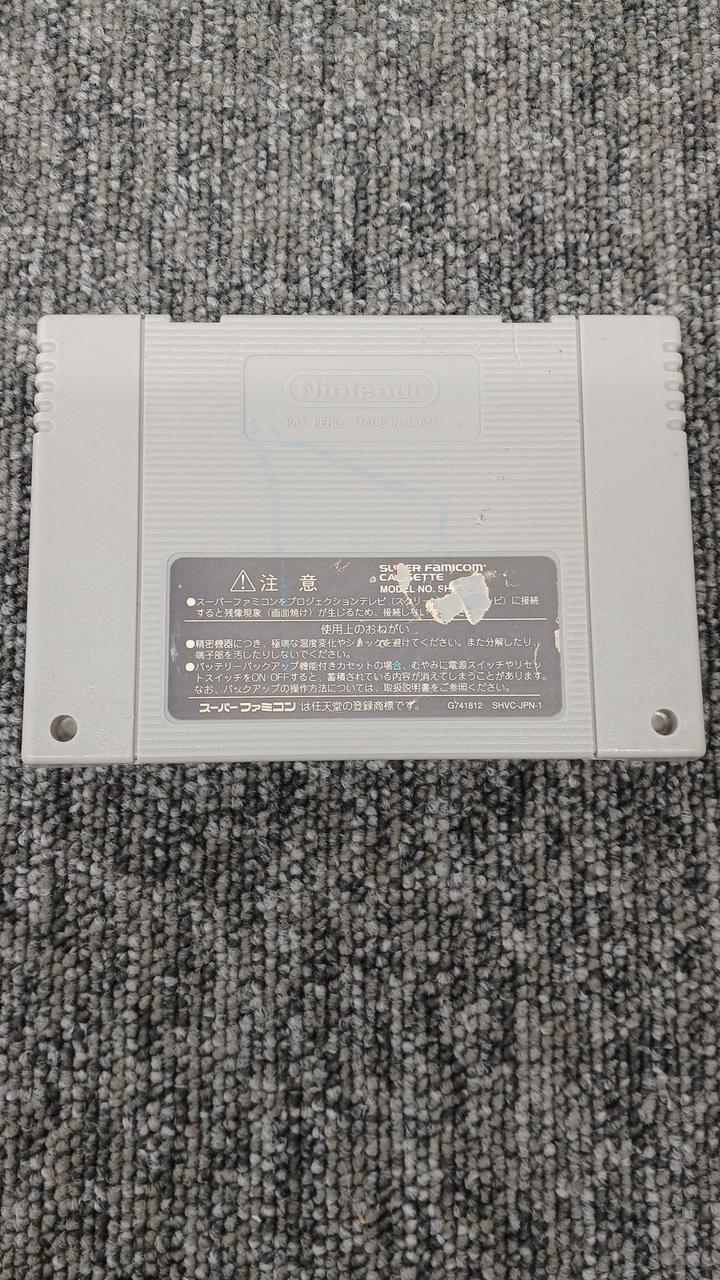 Nintendo
PAT. PEND. MADE IN JAPAN
注意
SUPER FAMICOM
CASSETTE
MODEL NO. SH
●スーパーファミコンをプロジェクションテレビ（スクリ ビ）に接続
すると残像現象（画面焼け）が生じるため、接続しな
使用上のおねがい
●精密機器につき、極端な温度変化やショックを避けてください。また分解したり、
端子部を汚したりしないでください。
●バッテリーバックアップ機能付きカセットの場合、むやみに電源スイッチやリセッ
トスイッチをON・OFFすると、蓄積されている内容が消えてしまうことがあります。
なお、バックアップの操作方法については、取扱説明書をご参照ください。
スーパーファミコン は任天堂の登録商標です。 G741812 SHVC-JPN-1